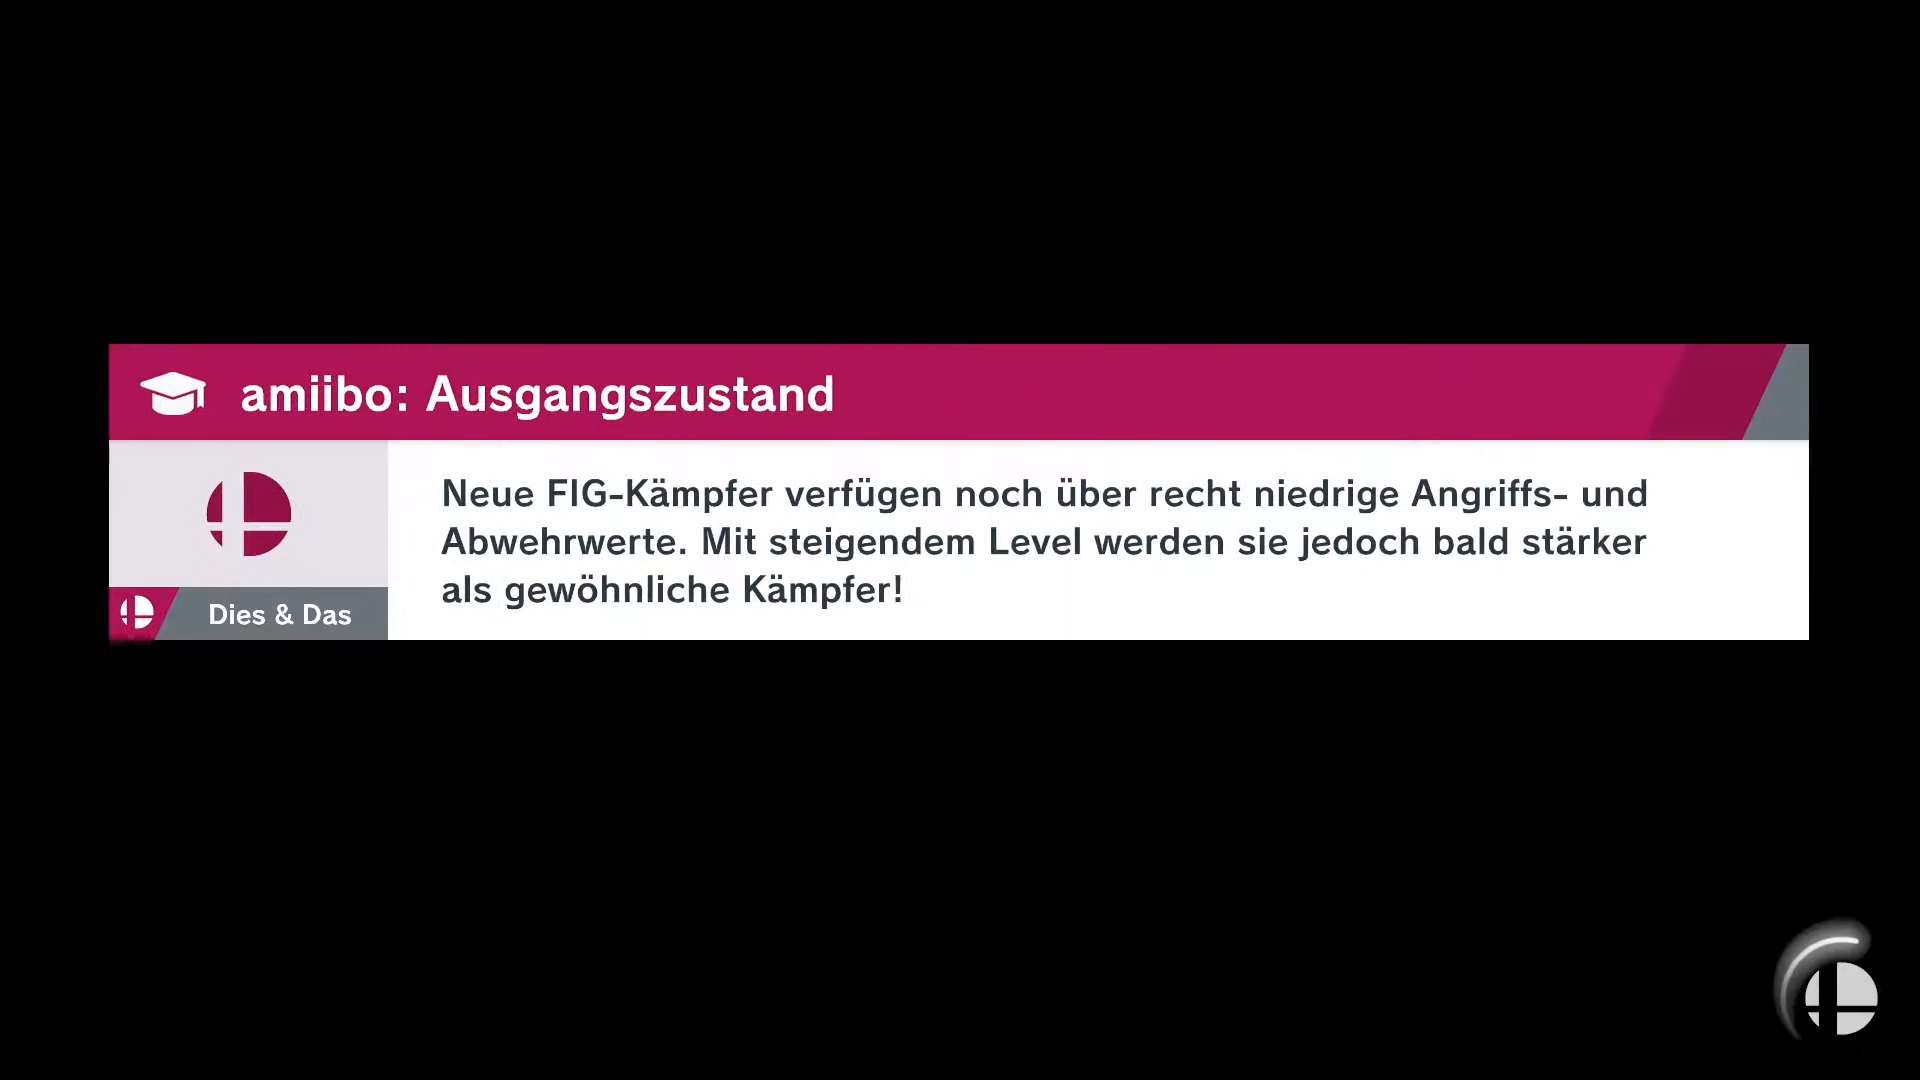 amiibo: Ausgangszustand
Neue FIG-Kämpfer verfügen noch über recht niedrige Angriffs- und
Abwehrwerte. Mit steigendem Level werden sie jedoch bald stärker
als gewöhnliche Kämpfer!
Dies & Das